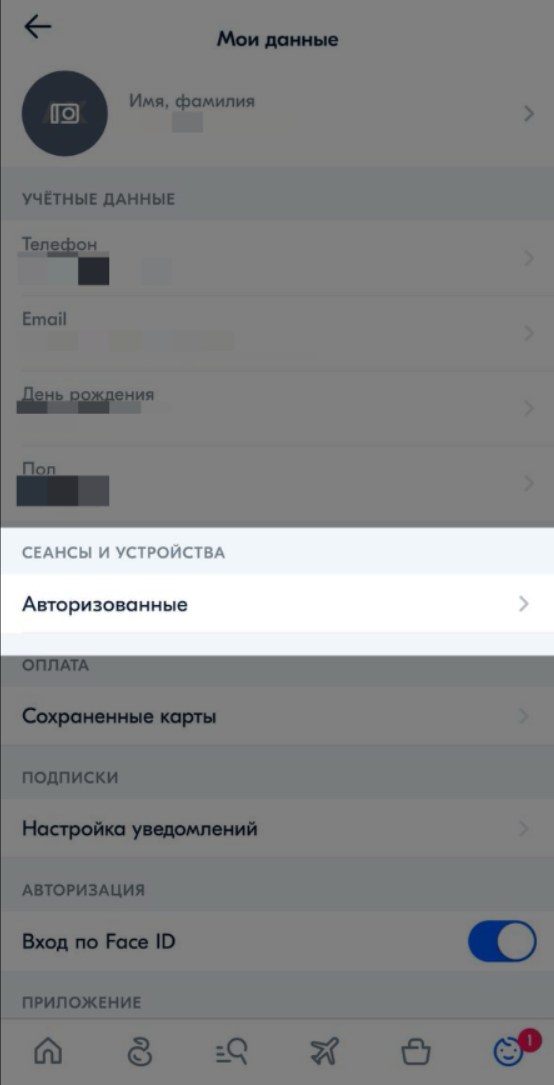 Мои данные
Имя, фамилия
УЧЁТНЫЕ ДАННЫЕ
Телефон
Email
День рождения
Пол
СЕАНСЫ И УСТРОЙСТВА
Авторизованные
ОПЛАТА
Сохраненные карты
ПОДПИСКИ
Настройка уведомлений
АВТОРИЗАЦИЯ
Вход по Face ID
ПРИЛОЖЕНИЕ
1